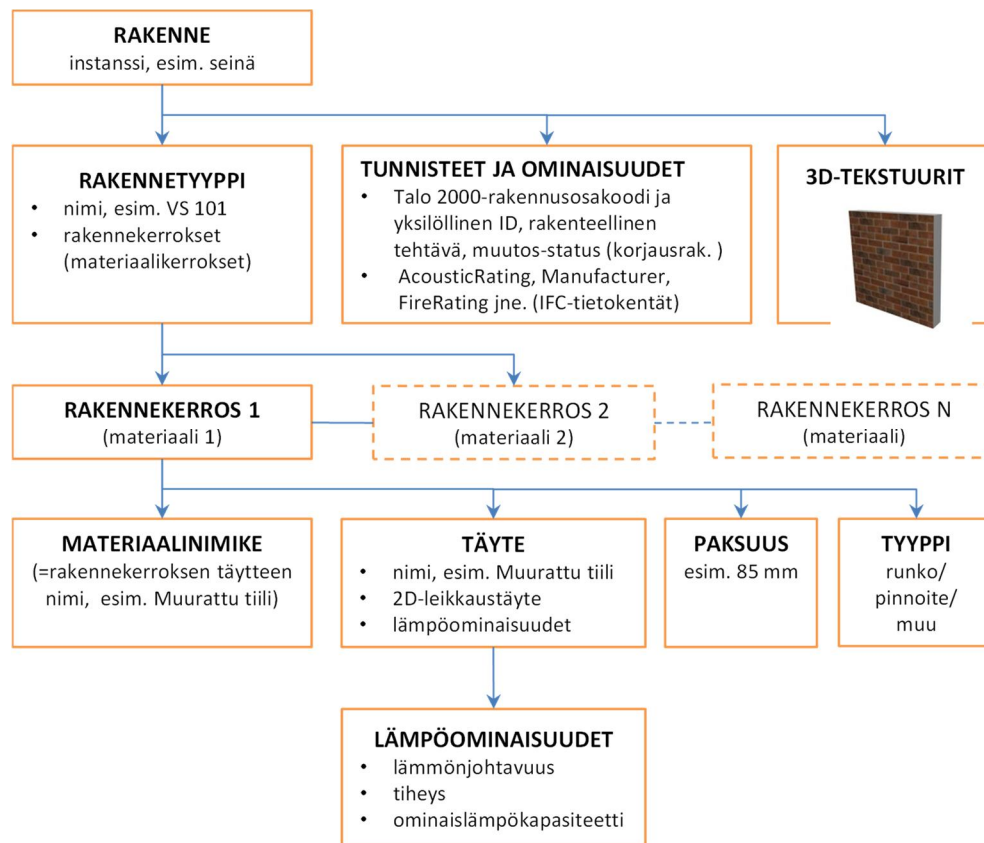 RAKENNE
instanssi, esim. seinä
RAKENNETYYPPI
• nimi, esim. VS 101
• rakennekerrokset
(materiaalikerrokset)
TUNNISTEET JA OMINAISUUDET
• Talo 2000-rakennusosakoodi ja
yksilöllinen ID, rakenteellinen
tehtävä, muutos-status (korjausrak. )
• AcousticRating, Manufacturer,
FireRating jne. (IFC-tietokentät)
3D-TEKSTUURIT
RAKENNEKERROS 1
(materiaali 1)
RAKENNEKERROS 2
(materiaali 2)
RAKENNEKERROS N
(materiaali)
MATERIAALINIMIKE
(=rakennekerroksen täytteen
nimi, esim. Muurattu tiili)
TÄYTE
• nimi, esim. Muurattu tiili
• 2D-leikkaustäyte
• lämpöominaisuudet
PAKSUUS
esim. 85 mm
TYYPPI
runko/
pinnoite/
muu
LÄMPÖOMINAISUUDET
• lämmönjohtavuus
• tiheys
• ominaislämpökapasiteetti